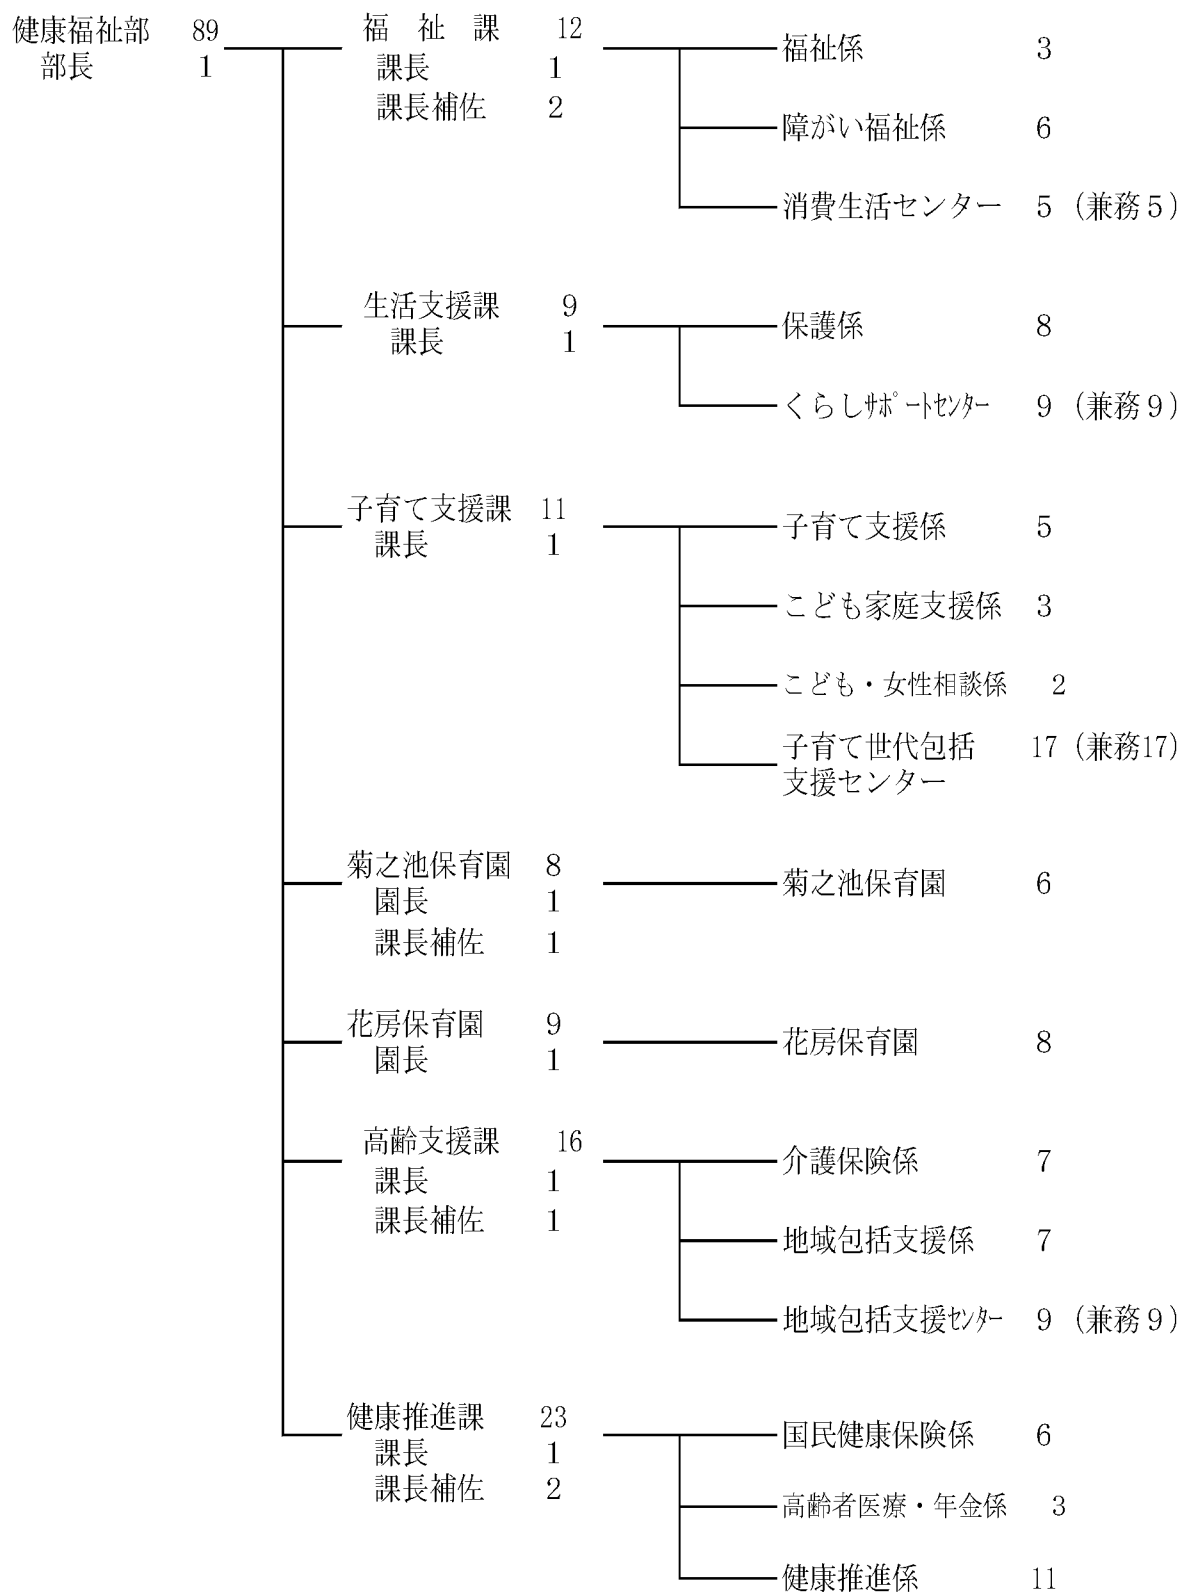 健康福祉部 89
部長 1
福 祉 課 12
課長 1
課長補佐 2
福祉係 3
障がい福祉係 6
消費生活センター 5 (兼務5)
生活支援課 9
課長 1
保護係 8
くらしｻﾎﾟｰﾄｾﾝﾀｰ 9 (兼務9)
子育て支援課 11
課長 1
子育て支援係 5
こども家庭支援係 3
こども・女性相談係 2
子育て世代包括 17 (兼務17)
支援センター
菊之池保育園 8
園長 1
課長補佐 1
菊之池保育園 6
花房保育園 9
園長 1
花房保育園 8
高齢支援課 16
課長 1
課長補佐 1
介護保険係 7
地域包括支援係 7
地域包括支援ｾﾝﾀｰ 9 (兼務9)
健康推進課 23
課長 1
課長補佐 2
国民健康保険係 6
高齢者医療・年金係 3
健康推進係 11